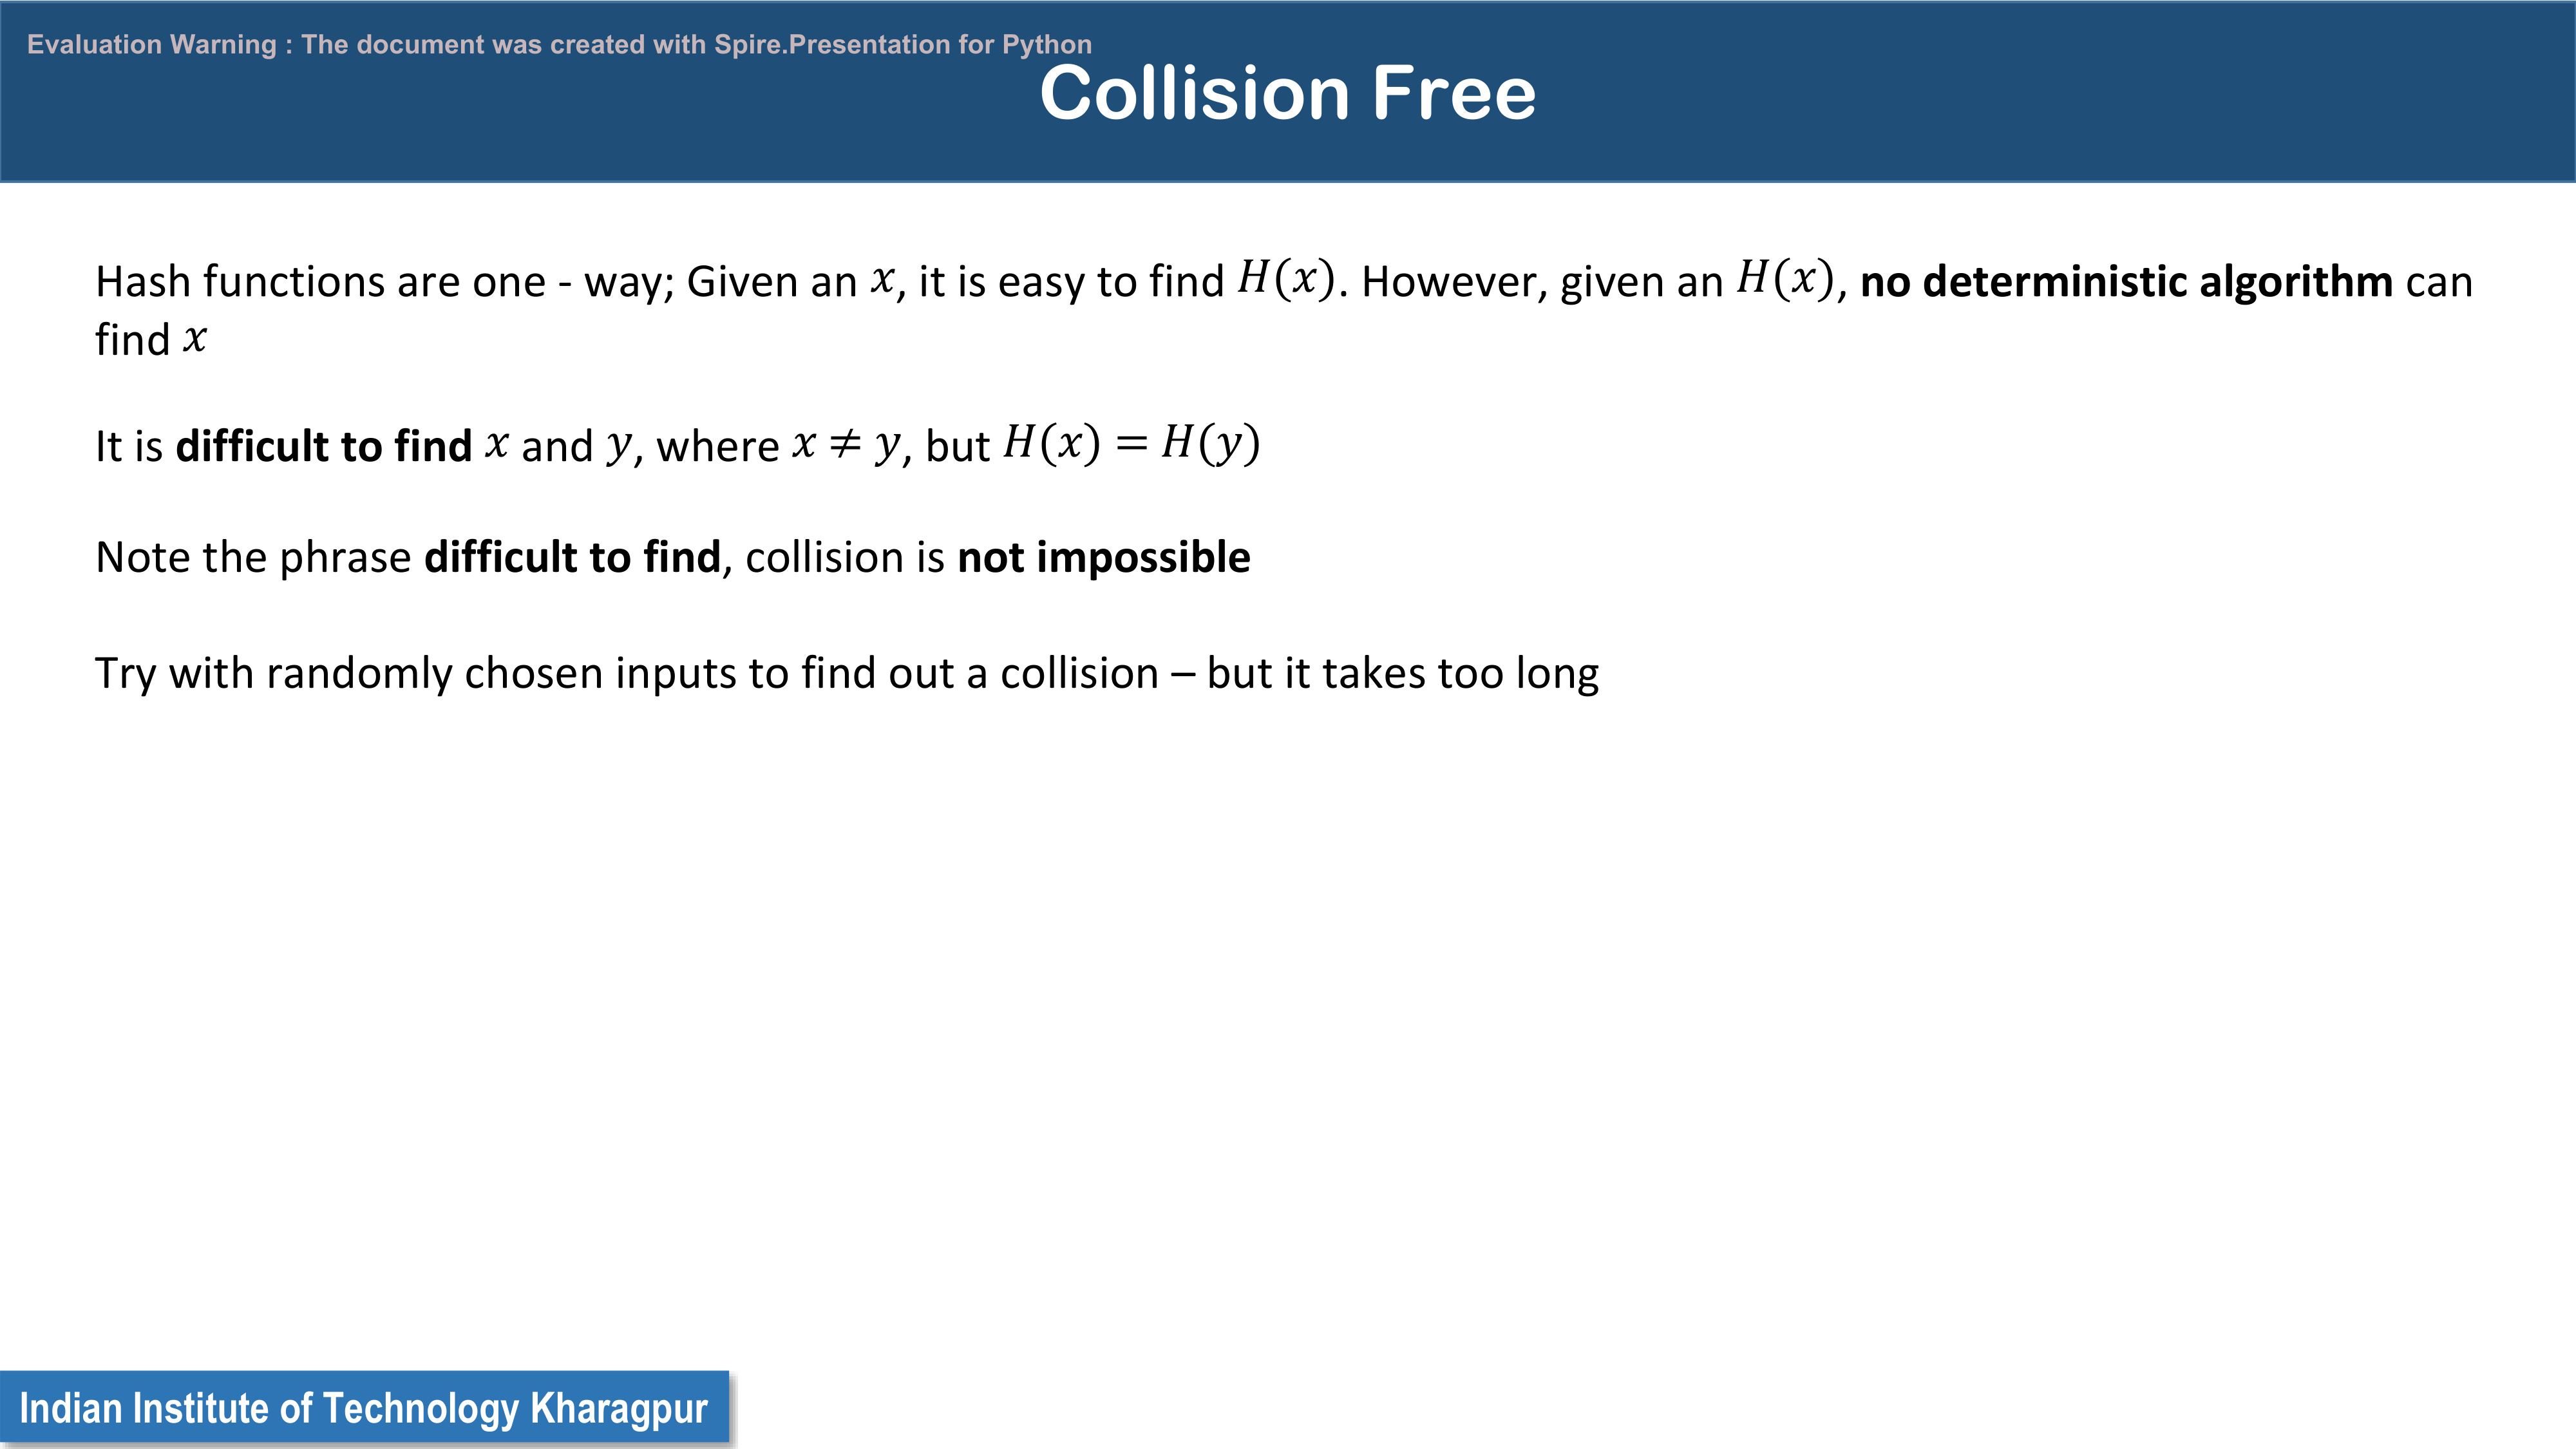 Evaluation Warning : The document was created with Spire.Presentation for Python
Collision Free
Hash functions are one - way; Given an x, it is easy to find H(x). However, given an H(x), no deterministic algorithm can
find x
It is difficult to find x and y, where x ≠ y, but H(x) = H(y)
Note the phrase difficult to find, collision is not impossible
Try with randomly chosen inputs to find out a collision – but it takes too long
Indian Institute of Technology Kharagpur